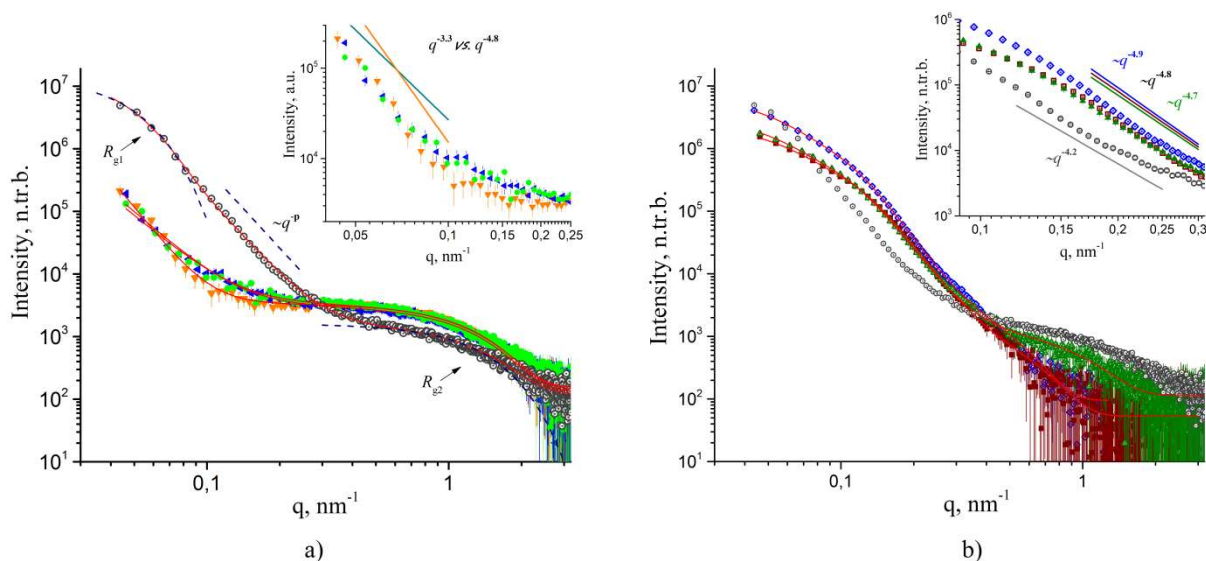 q⁻³·³ vs. q⁻⁴·⁸
Intensity, a.u.
10⁵
10⁴
0,05
0,1
0,15
0,2
0,25
q, nm⁻¹
Intensity, n.tr.b.
10⁷
10⁶
10⁵
10⁴
10³
10²
10¹
R_g1
~q⁻ᵖ
R_g2
0,1
1
q, nm⁻¹
a)
Intensity, n.tr.b.
10⁶
10⁵
10⁴
10³
~q⁻⁴·⁹
~q⁻⁴·⁸
~q⁻⁴·⁷
~q⁻⁴·²
0,1
0,15
0,2
0,25
0,3
q, nm⁻¹
Intensity, n.tr.b.
10⁷
10⁶
10⁵
10⁴
10³
10²
10¹
0,1
1
q, nm⁻¹
b)